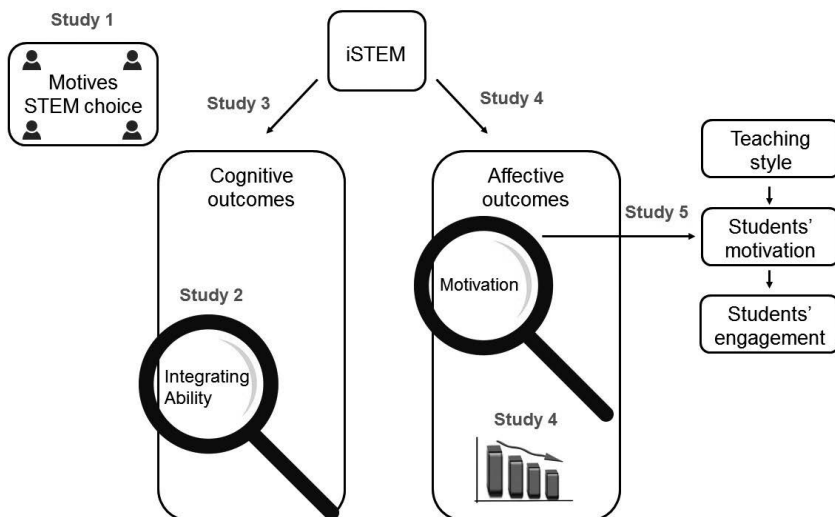 Study 1
Motives
STEM choice
iSTEM
Study 3
Study 4
Cognitive
outcomes
Study 2
Integrating
Ability
Affective
outcomes
Motivation
Study 4
Study 5
Teaching
style
Students’
motivation
Students’
engagement